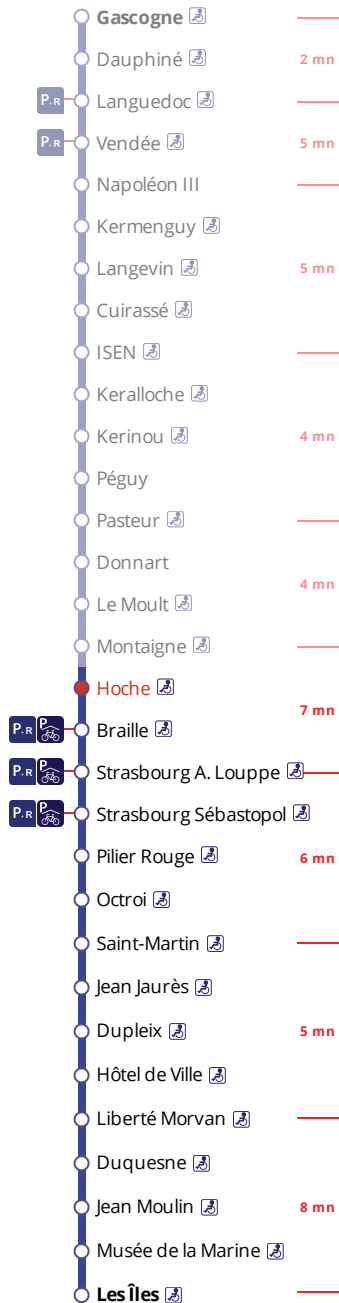 Gascogne
Dauphiné 2 mn
P+R Languedoc
P+R Vendée 5 mn
Napoléon III
Kermenguy
Langevin 5 mn
Cuirassé
ISEN
Keralloche
Kerinou 4 mn
Péguy
Pasteur
Donnart
4 mn
Le Moult
Montaigne
Hoche
7 mn
P+R P Braille
P+R P Strasbourg A. Louppe
P+R P Strasbourg Sébastopol
Pilier Rouge 6 mn
Octroi
Saint-Martin
Jean Jaurès
Dupleix 5 mn
Hôtel de Ville
Liberté Morvan
Duquesne
Jean Moulin 8 mn
Musée de la Marine
Les Îles